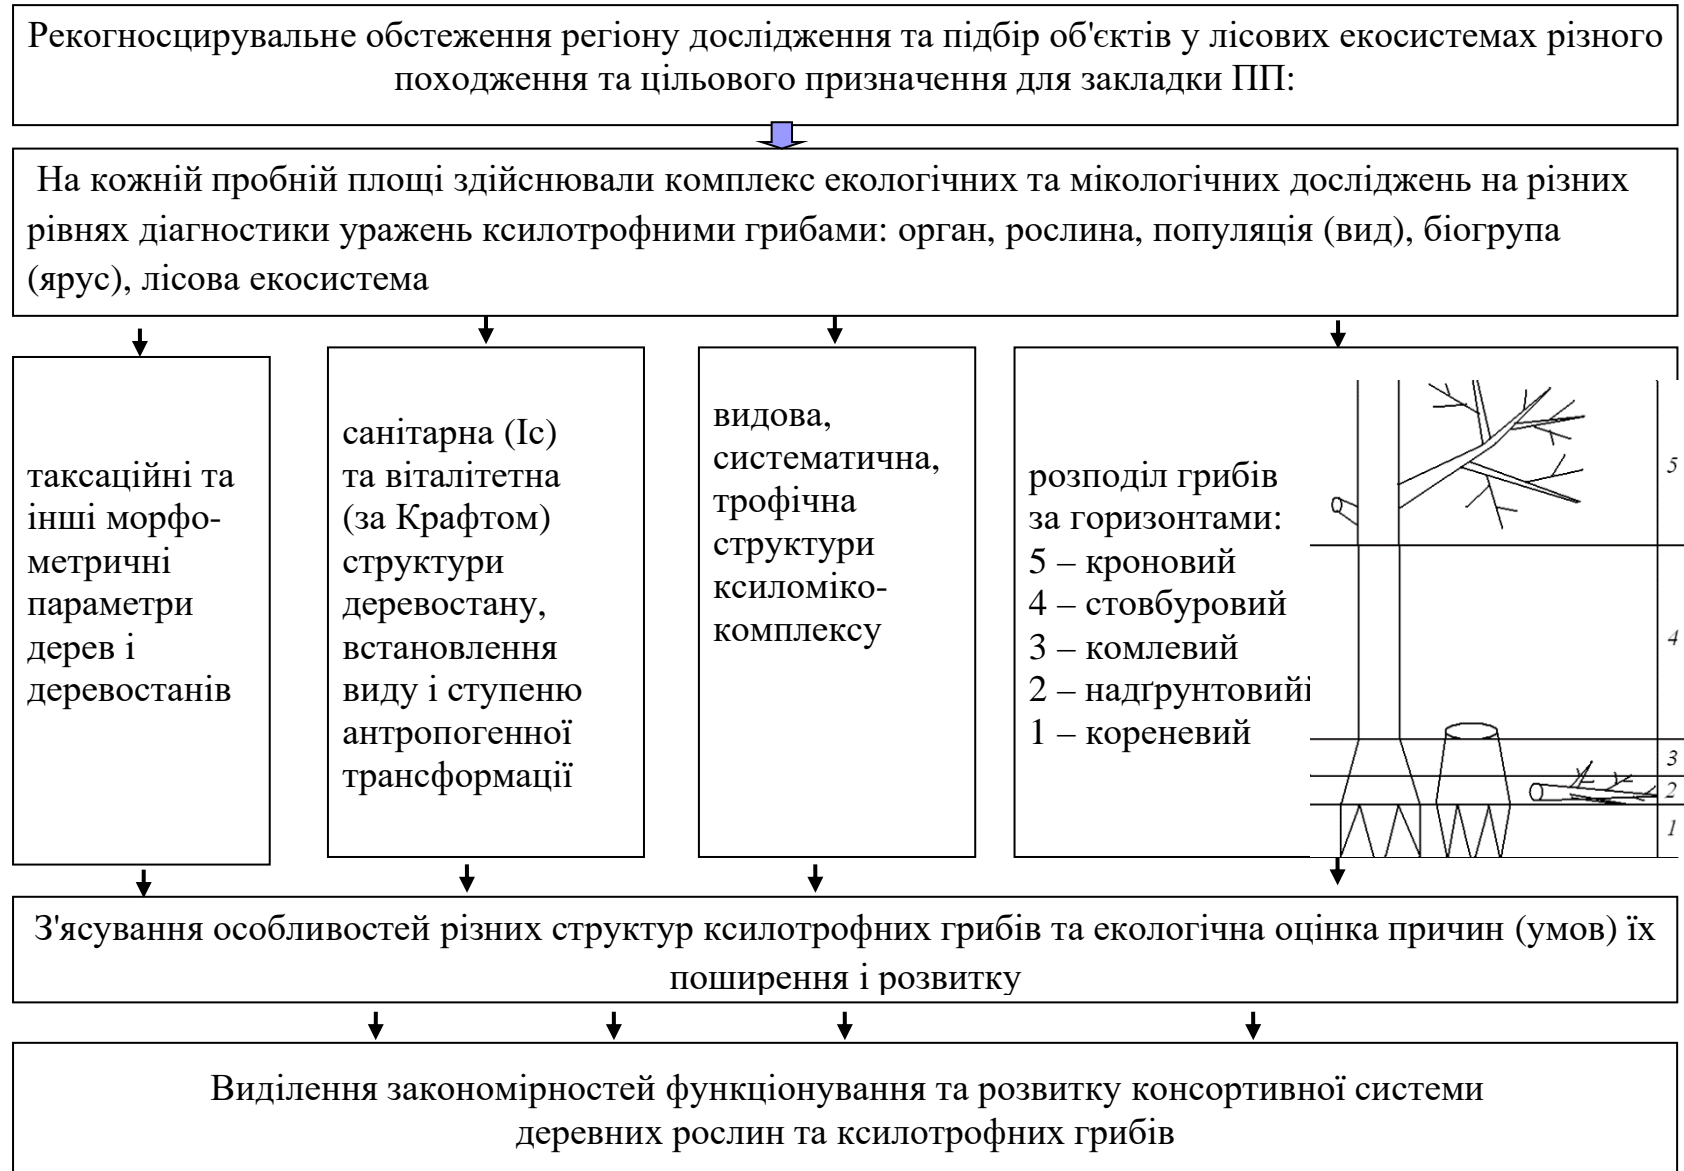 Рекогносцирувальне обстеження регіону дослідження та підбір об'єктів у лісових екосистемах різного
походження та цільового призначення для закладки ПП:
На кожній пробній площі здійснювали комплекс екологічних та мікологічних досліджень на різних
рівнях діагностики уражень ксилотрофними грибами: орган, рослина, популяція (вид), біогрупа
(ярус), лісова екосистема
таксаційні та
інші морфо-
метричні
параметри
дерев і
деревостанів
санітарна (Іс)
та віталітетна
(за Крафтом)
структури
деревостану,
встановлення
виду і ступеню
антропогенної
трансформації
видова,
систематична,
трофічна
структури
ксиломіко-
комплексу
розподіл грибів
за горизонтами:
5 – кроновий
4 – стовбуровий
3 – комлевий
2 – надґрунтовийі
1 – кореневий
5
4
3
2
1
З'ясування особливостей різних структур ксилотрофних грибів та екологічна оцінка причин (умов) їх
поширення і розвитку
Виділення закономірностей функціонування та розвитку консортивної системи
деревних рослин та ксилотрофних грибів